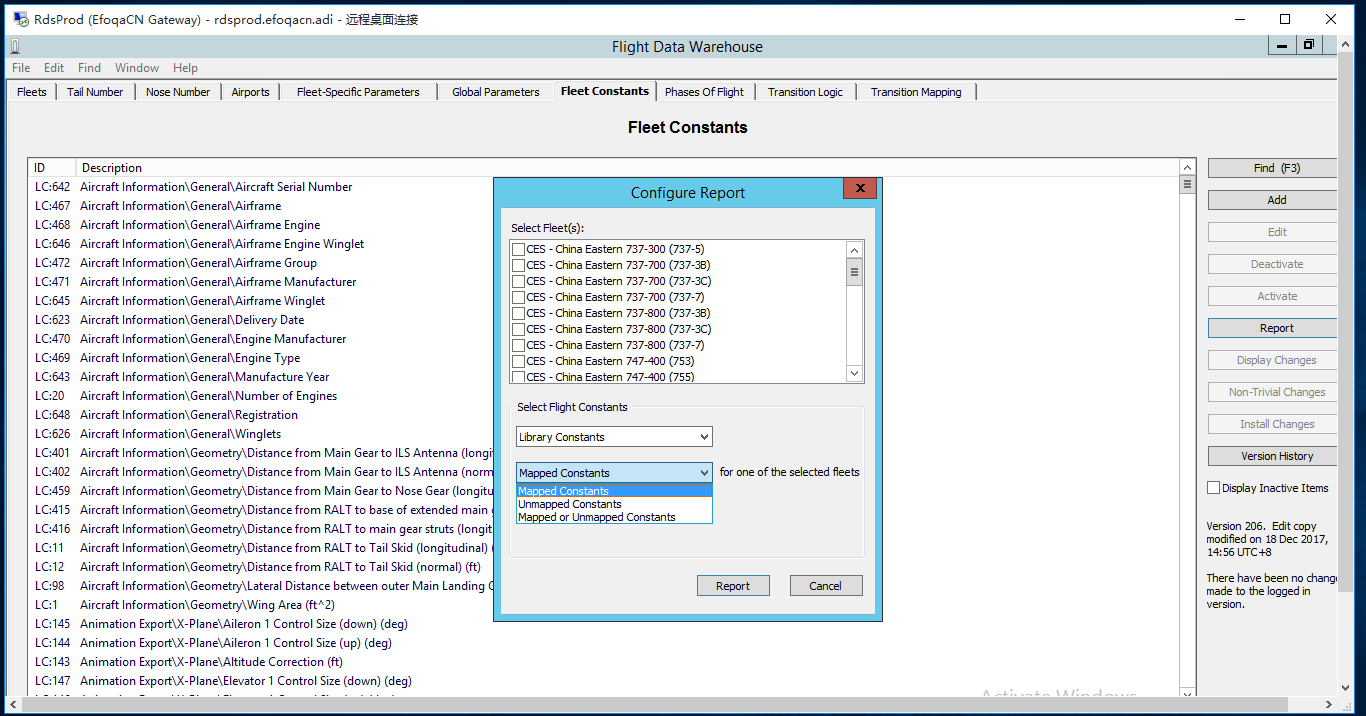 RdsProd (EfoqaCN Gateway) - rdsprod.efoqacn.adi - 远程桌面连接
Flight Data Warehouse
File Edit Find Window Help
Fleets Tail Number Nose Number Airports Fleet-Specific Parameters Global Parameters Fleet Constants Phases Of Flight Transition Logic Transition Mapping
Fleet Constants
ID Description
LC:642 Aircraft Information\General\Aircraft Serial Number
LC:467 Aircraft Information\General\Airframe
LC:468 Aircraft Information\General\Airframe Engine
LC:646 Aircraft Information\General\Airframe Engine Winglet
LC:472 Aircraft Information\General\Airframe Group
LC:471 Aircraft Information\General\Airframe Manufacturer
LC:645 Aircraft Information\General\Airframe Winglet
LC:623 Aircraft Information\General\Delivery Date
LC:470 Aircraft Information\General\Engine Manufacturer
LC:469 Aircraft Information\General\Engine Type
LC:643 Aircraft Information\General\Manufacture Year
LC:20 Aircraft Information\General\Number of Engines
LC:648 Aircraft Information\General\Registration
LC:626 Aircraft Information\General\Winglets
LC:401 Aircraft Information\Geometry\Distance from Main Gear to ILS Antenna (longi
LC:402 Aircraft Information\Geometry\Distance from Main Gear to ILS Antenna (norm
LC:459 Aircraft Information\Geometry\Distance from Main Gear to Nose Gear (longitu
LC:415 Aircraft Information\Geometry\Distance from RALT to base of extended main
LC:416 Aircraft Information\Geometry\Distance from RALT to main gear struts (longit
LC:11 Aircraft Information\Geometry\Distance from RALT to Tail Skid (longitudinal) (
LC:12 Aircraft Information\Geometry\Distance from RALT to Tail Skid (normal) (ft)
LC:98 Aircraft Information\Geometry\Lateral Distance between outer Main Landing
LC:1 Aircraft Information\Geometry\Wing Area (ft^2)
LC:145 Animation Export\X-Plane\Aileron 1 Control Size (down) (deg)
LC:144 Animation Export\X-Plane\Aileron 1 Control Size (up) (deg)
LC:143 Animation Export\X-Plane\Altitude Correction (ft)
LC:147 Animation Export\X-Plane\Elevator 1 Control Size (down) (deg)
Configure Report
Select Fleet(s):
CES - China Eastern 737-300 (737-5)
CES - China Eastern 737-700 (737-3B)
CES - China Eastern 737-700 (737-3C)
CES - China Eastern 737-700 (737-7)
CES - China Eastern 737-800 (737-3B)
CES - China Eastern 737-800 (737-3C)
CES - China Eastern 737-800 (737-7)
CES - China Eastern 747-400 (753)
CES - China Eastern 747-400 (755)
Select Flight Constants
Library Constants
Mapped Constants for one of the selected fleets
Mapped Constants
Unmapped Constants
Mapped or Unmapped Constants
Report Cancel
Find (F3)
Add
Edit
Deactivate
Activate
Report
Display Changes
Non-Trivial Changes
Install Changes
Version History
Display Inactive Items
Version 206. Edit copy
modified on 18 Dec 2017,
14:56 UTC+8
There have been no chang
made to the logged in
version.
Activate Windows